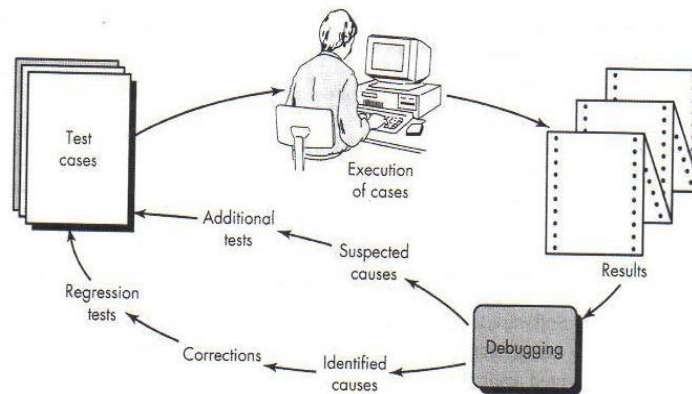 Test
cases
Execution
of cases
Results
Debugging
Suspected
causes
Additional
tests
Identified
causes
Corrections
Regression
tests